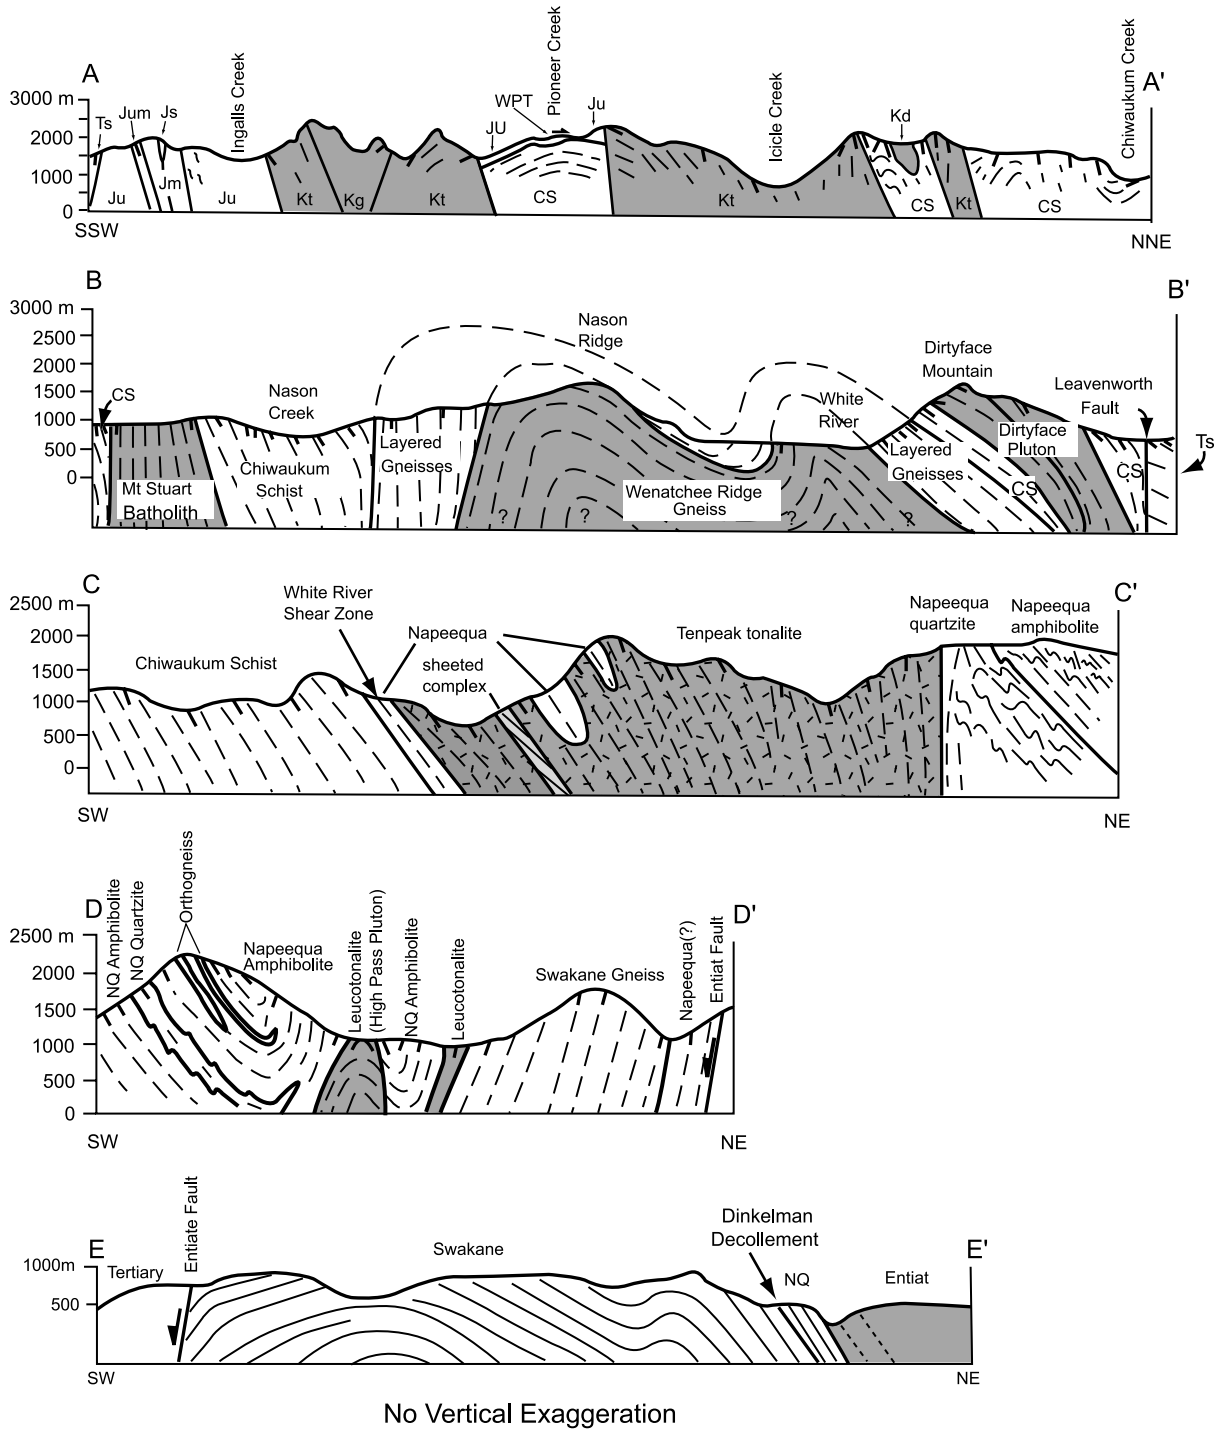 A
A'
Ingalls Creek
Pioneer Creek
Icicle Creek
Chiwaukum Creek
3000 m
2000
1000
0
Ts
Jum
Js
WPT
JU
Ju
Kd
Ju
Jm
Ju
Kt
Kg
Kt
CS
Kt
CS
Kt
CS
SSW
NNE
B
B'
3000 m
2500
2000
1500
1000
500
0
CS
Nason
Creek
Nason
Ridge
White
River
Dirtyface
Mountain
Leavenworth
Fault
Ts
Mt Stuart
Batholith
Chiwaukum
Schist
Layered
Gneisses
Wenatchee Ridge
Gneiss
? ? ? ?
Layered
Gneisses
CS
Dirtyface
Pluton
CS
C
C'
2500 m
2000
1500
1000
500
0
Chiwaukum Schist
White River
Shear Zone
Napeequa
sheeted
complex
Tenpeak tonalite
Napeequa
quartzite
Napeequa
amphibolite
SW
NE
D
D'
2500 m
2000
1500
1000
500
0
NQ Amphibolite
NQ Quartzite
Orthogneiss
Napeequa
Amphibolite
Leucotonalite
(High Pass Pluton)
NQ Amphibolite
Leucotonalite
Swakane Gneiss
Napeequa(?)
Entiat Fault
SW
NE
E
E'
1000m
500
Tertiary
Entiate Fault
Swakane
Dinkelman
Decollement
NQ
Entiat
SW
NE
No Vertical Exaggeration